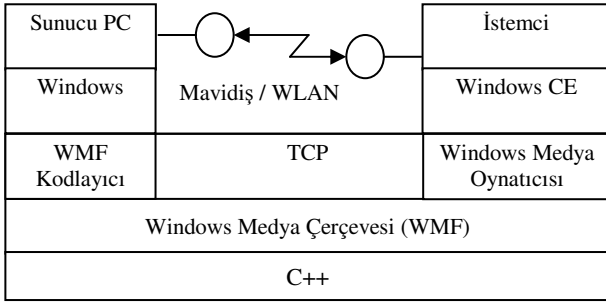 Sunucu PC
İstemci
Windows
Mavidiş / WLAN
Windows CE
WMF
Kodlayıcı
TCP
Windows Medya
Oynatıcısı
Windows Medya Çerçevesi (WMF)
C++